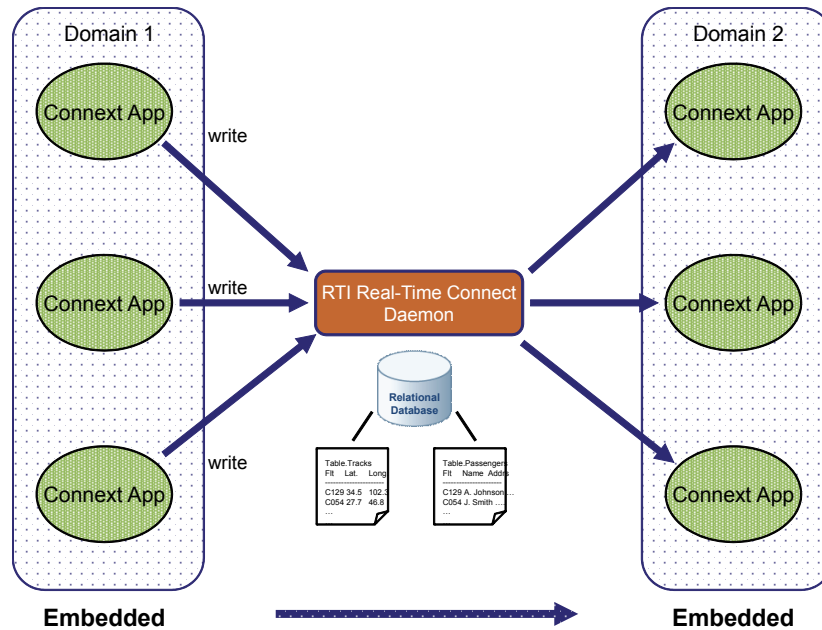 Domain 1
Connext App
write
Connext App
write
Connext App
write
Embedded
RTI Real-Time Connect
Daemon
Relational
Database
Table.Tracks
Flt Lat. Long
------------------------
C129 34.5 102.3
C054 27.7 46.8
…
Table.Passengers
Flt Name Addrs
------------------------
C129 A. Johnson …
C054 J. Smith ….
…
Domain 2
Connext App
Connext App
Connext App
Embedded